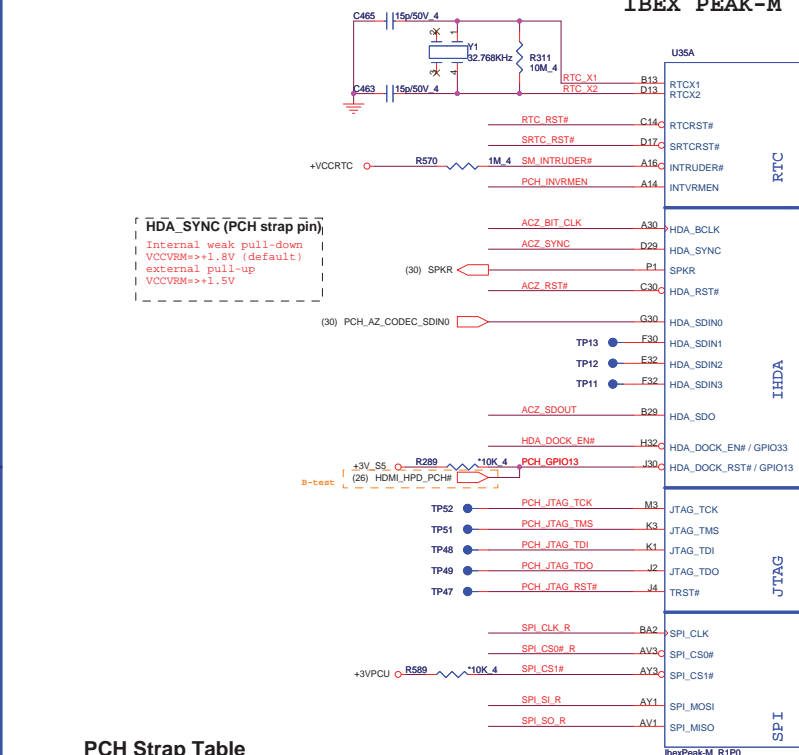 IBEX PEAK-M
C465 15p/50V_4
2 1
Y1
32.768KHz
R311
10M_4
3 4
C463 15p/50V_4
U35A
RTC_X1 B13 RTCX1
RTC_X2 D13 RTCX2
RTC_RST# C14 RTCRST#
SRTC_RST# D17 SRTCRST#
+VCCRTC R570 1M_4 SM_INTRUDER# A16 INTRUDER#
PCH_INVRMEN A14 INTVRMEN
RTC
HDA_SYNC (PCH strap pin)
Internal weak pull-down
VCCVRM=>+1.8V (default)
external pull-up
VCCVRM=>+1.5V
ACZ_BIT_CLK A30 HDA_BCLK
ACZ_SYNC D29 HDA_SYNC
(30) SPKR P1 SPKR
ACZ_RST# C30 HDA_RST#
(30) PCH_AZ_CODEC_SDIN0 G30 HDA_SDIN0
TP13 F30 HDA_SDIN1
TP12 E32 HDA_SDIN2
TP11 F32 HDA_SDIN3
IHDA
ACZ_SDOUT B29 HDA_SDO
HDA_DOCK_EN# H32 HDA_DOCK_EN# / GPIO33
+3V_S5 R289 *10K_4 PCH_GPIO13 J30 HDA_DOCK_RST# / GPIO13
B-test (26) HDMI_HPD_PCH#
TP52 PCH_JTAG_TCK M3 JTAG_TCK
TP51 PCH_JTAG_TMS K3 JTAG_TMS
TP48 PCH_JTAG_TDI K1 JTAG_TDI
TP49 PCH_JTAG_TDO J2 JTAG_TDO
TP47 PCH_JTAG_RST# J4 TRST#
JTAG
SPI_CLK_R BA2 SPI_CLK
SPI_CS0#_R AV3 SPI_CS0#
+3VPCU R589 *10K_4 SPI_CS1# AY3 SPI_CS1#
SPI_SI_R AY1 SPI_MOSI
SPI_SO_R AV1 SPI_MISO
SPI
IbexPeak-M_R1P0
PCH Strap Table